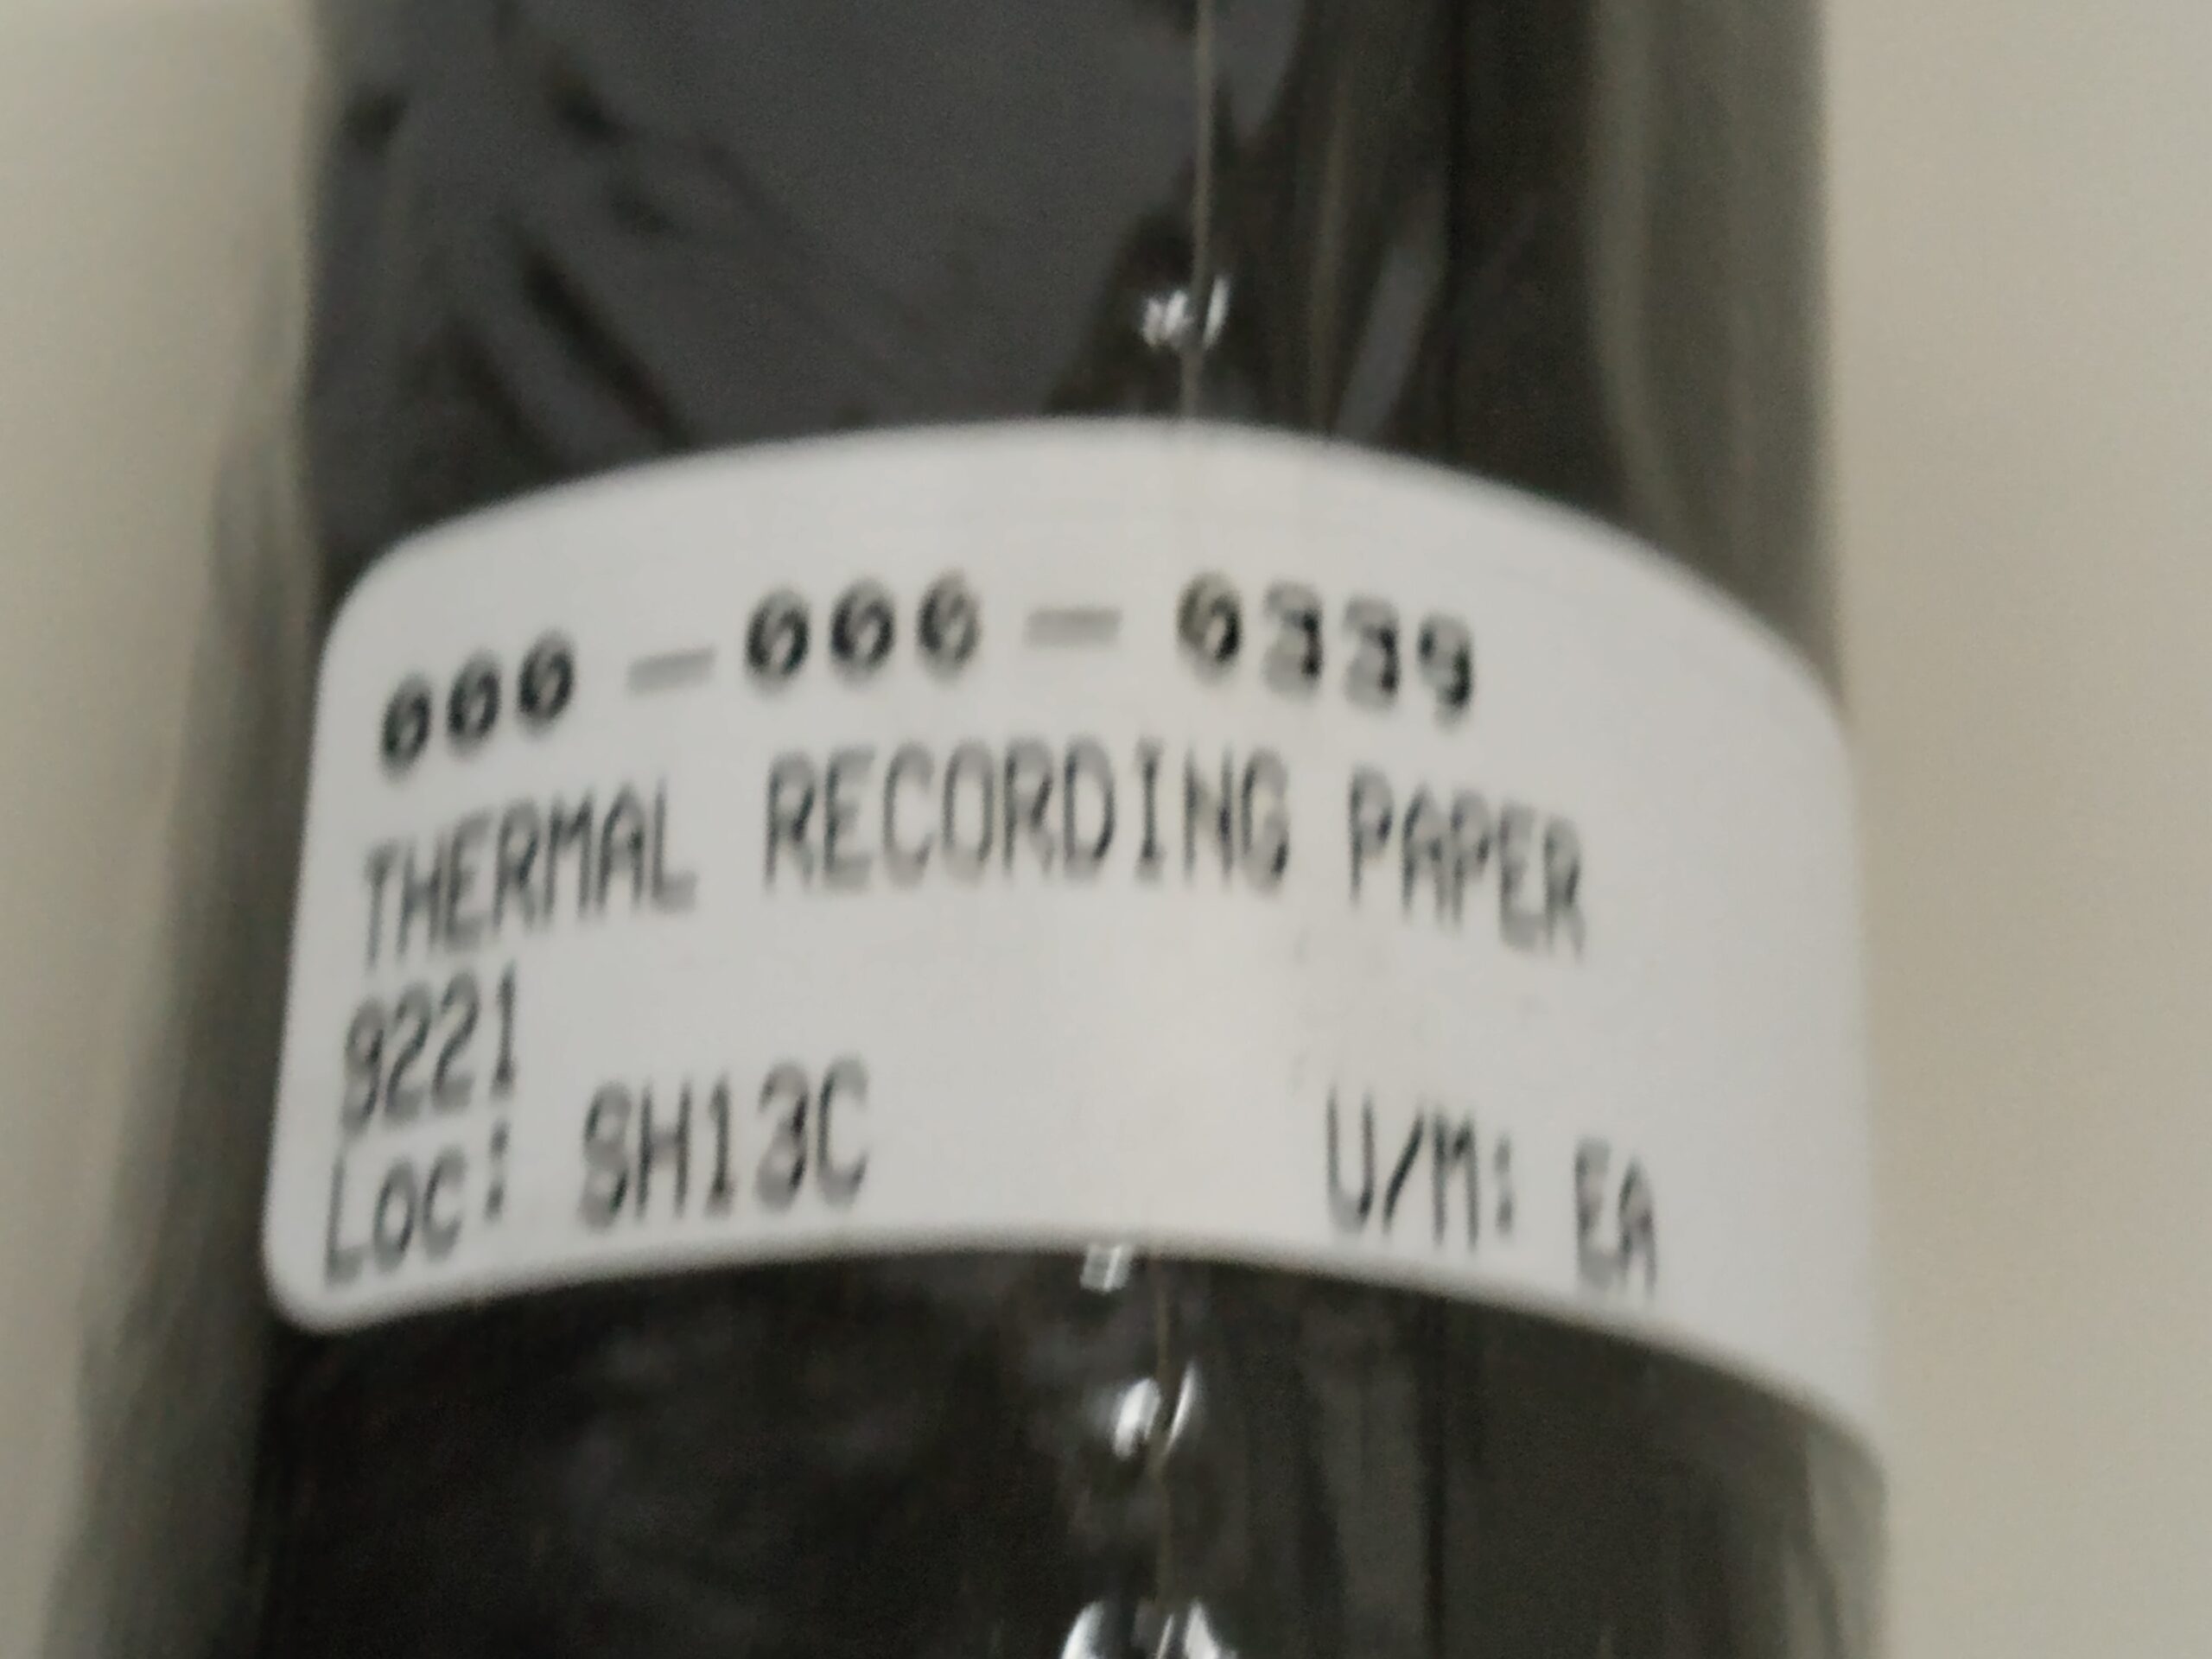 000-000-0339
THERMAL RECORDING PAPER
9221
Loc: SH13C U/M: EA